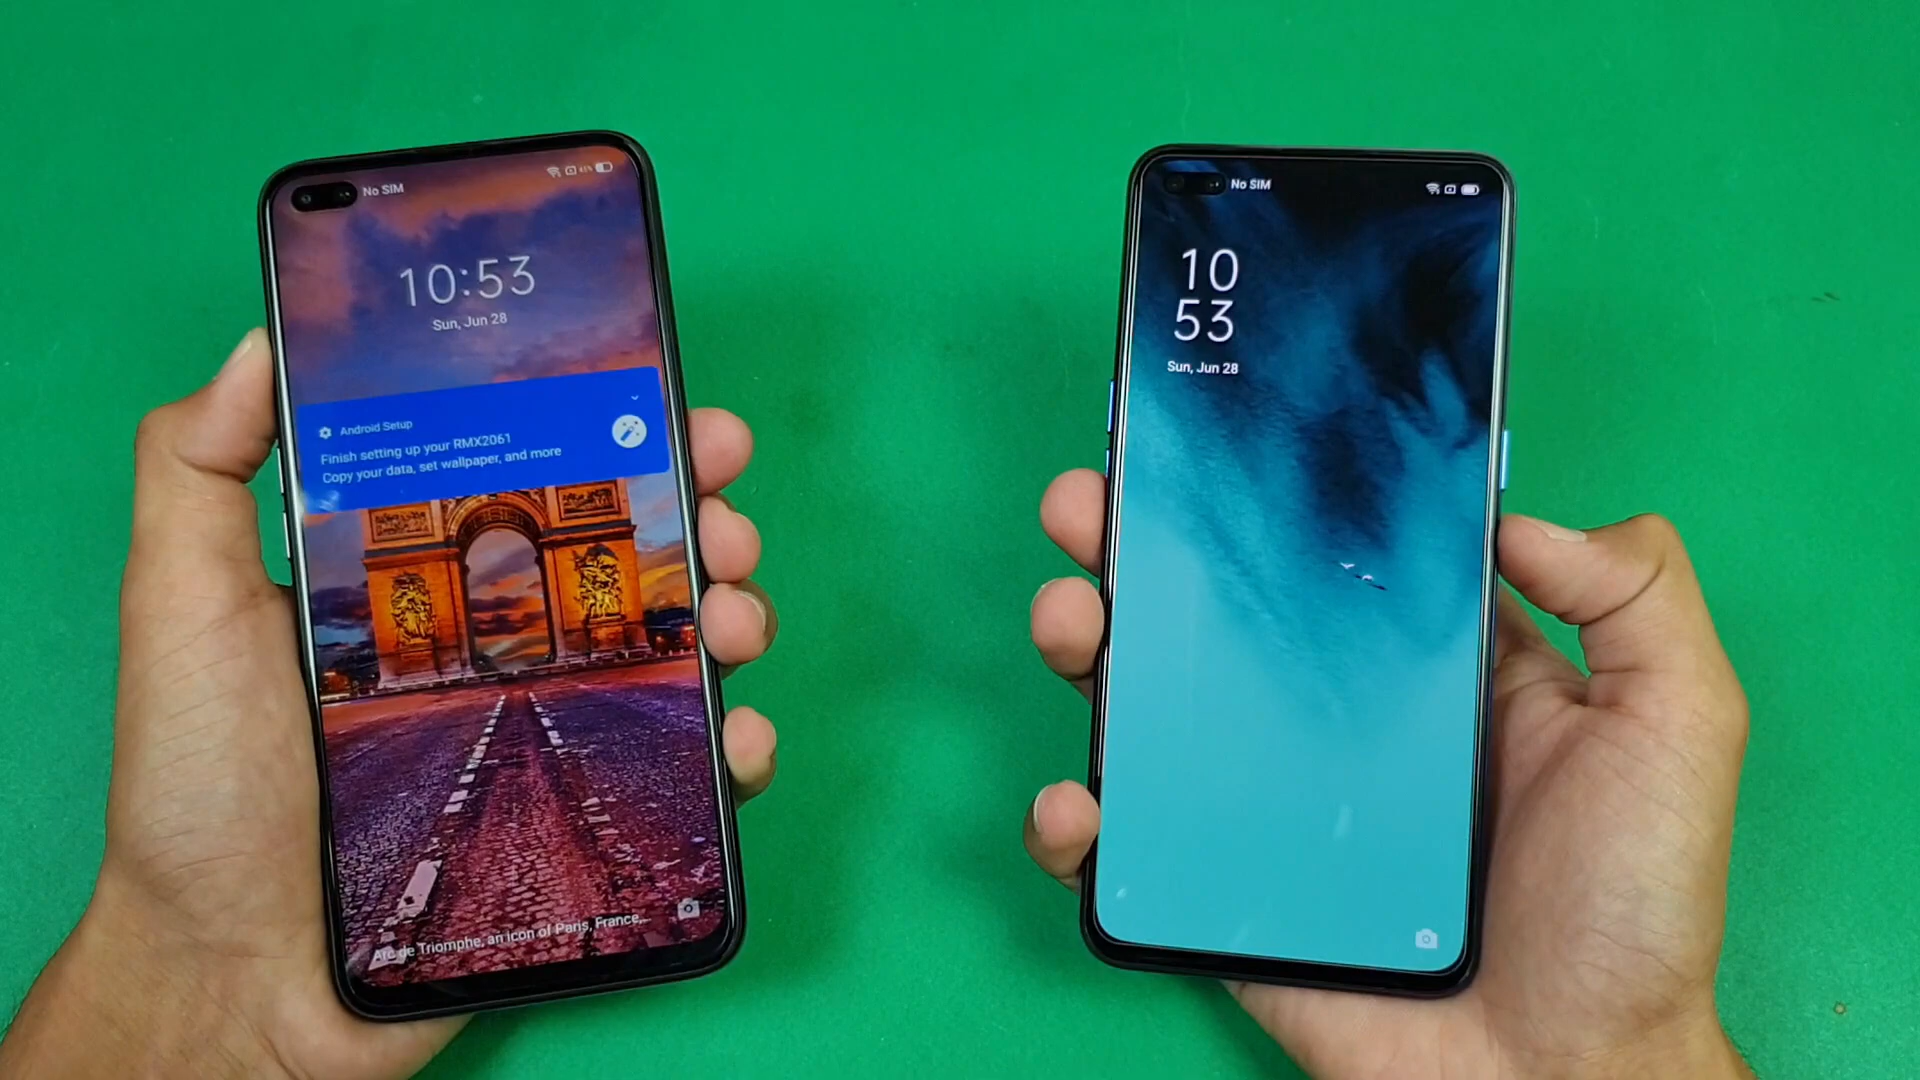 No SIM
41%
10:53
Sun, Jun 28
Android Setup
Finish setting up your RMX2061
Copy your data, set wallpaper, and more
Arc de Triomphe, an icon of Paris, France,...
No SIM
10
53
Sun, Jun 28